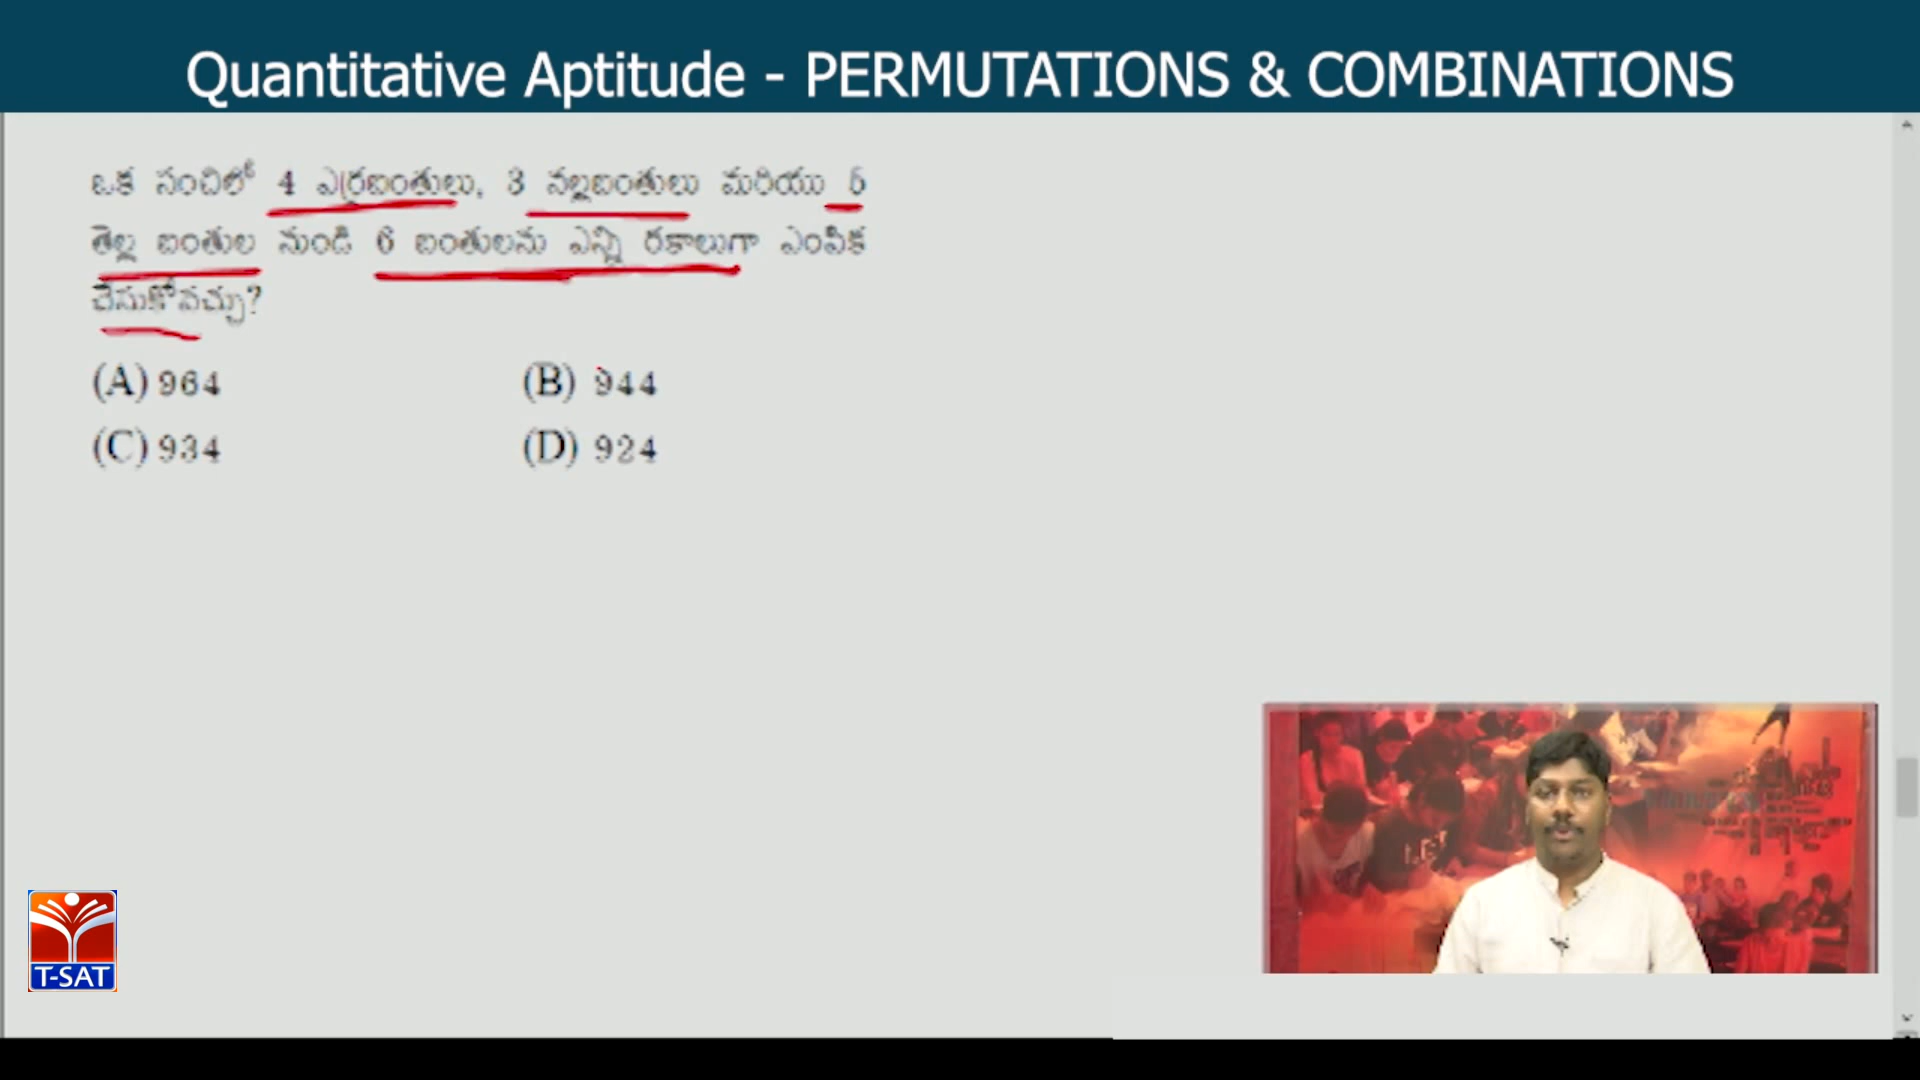 Quantitative Aptitude - PERMUTATIONS & COMBINATIONS
ఒక సంచిలో 4 ఎర్రబంతులు, 3 నల్లబంతులు మరియు 5
తెల్ల బంతుల నుండి 6 బంతులను ఎన్ని రకాలుగా ఎంపిక
చేసుకోవచ్చు?
(A) 964 (B) 944
(C) 934 (D) 924
T-SAT